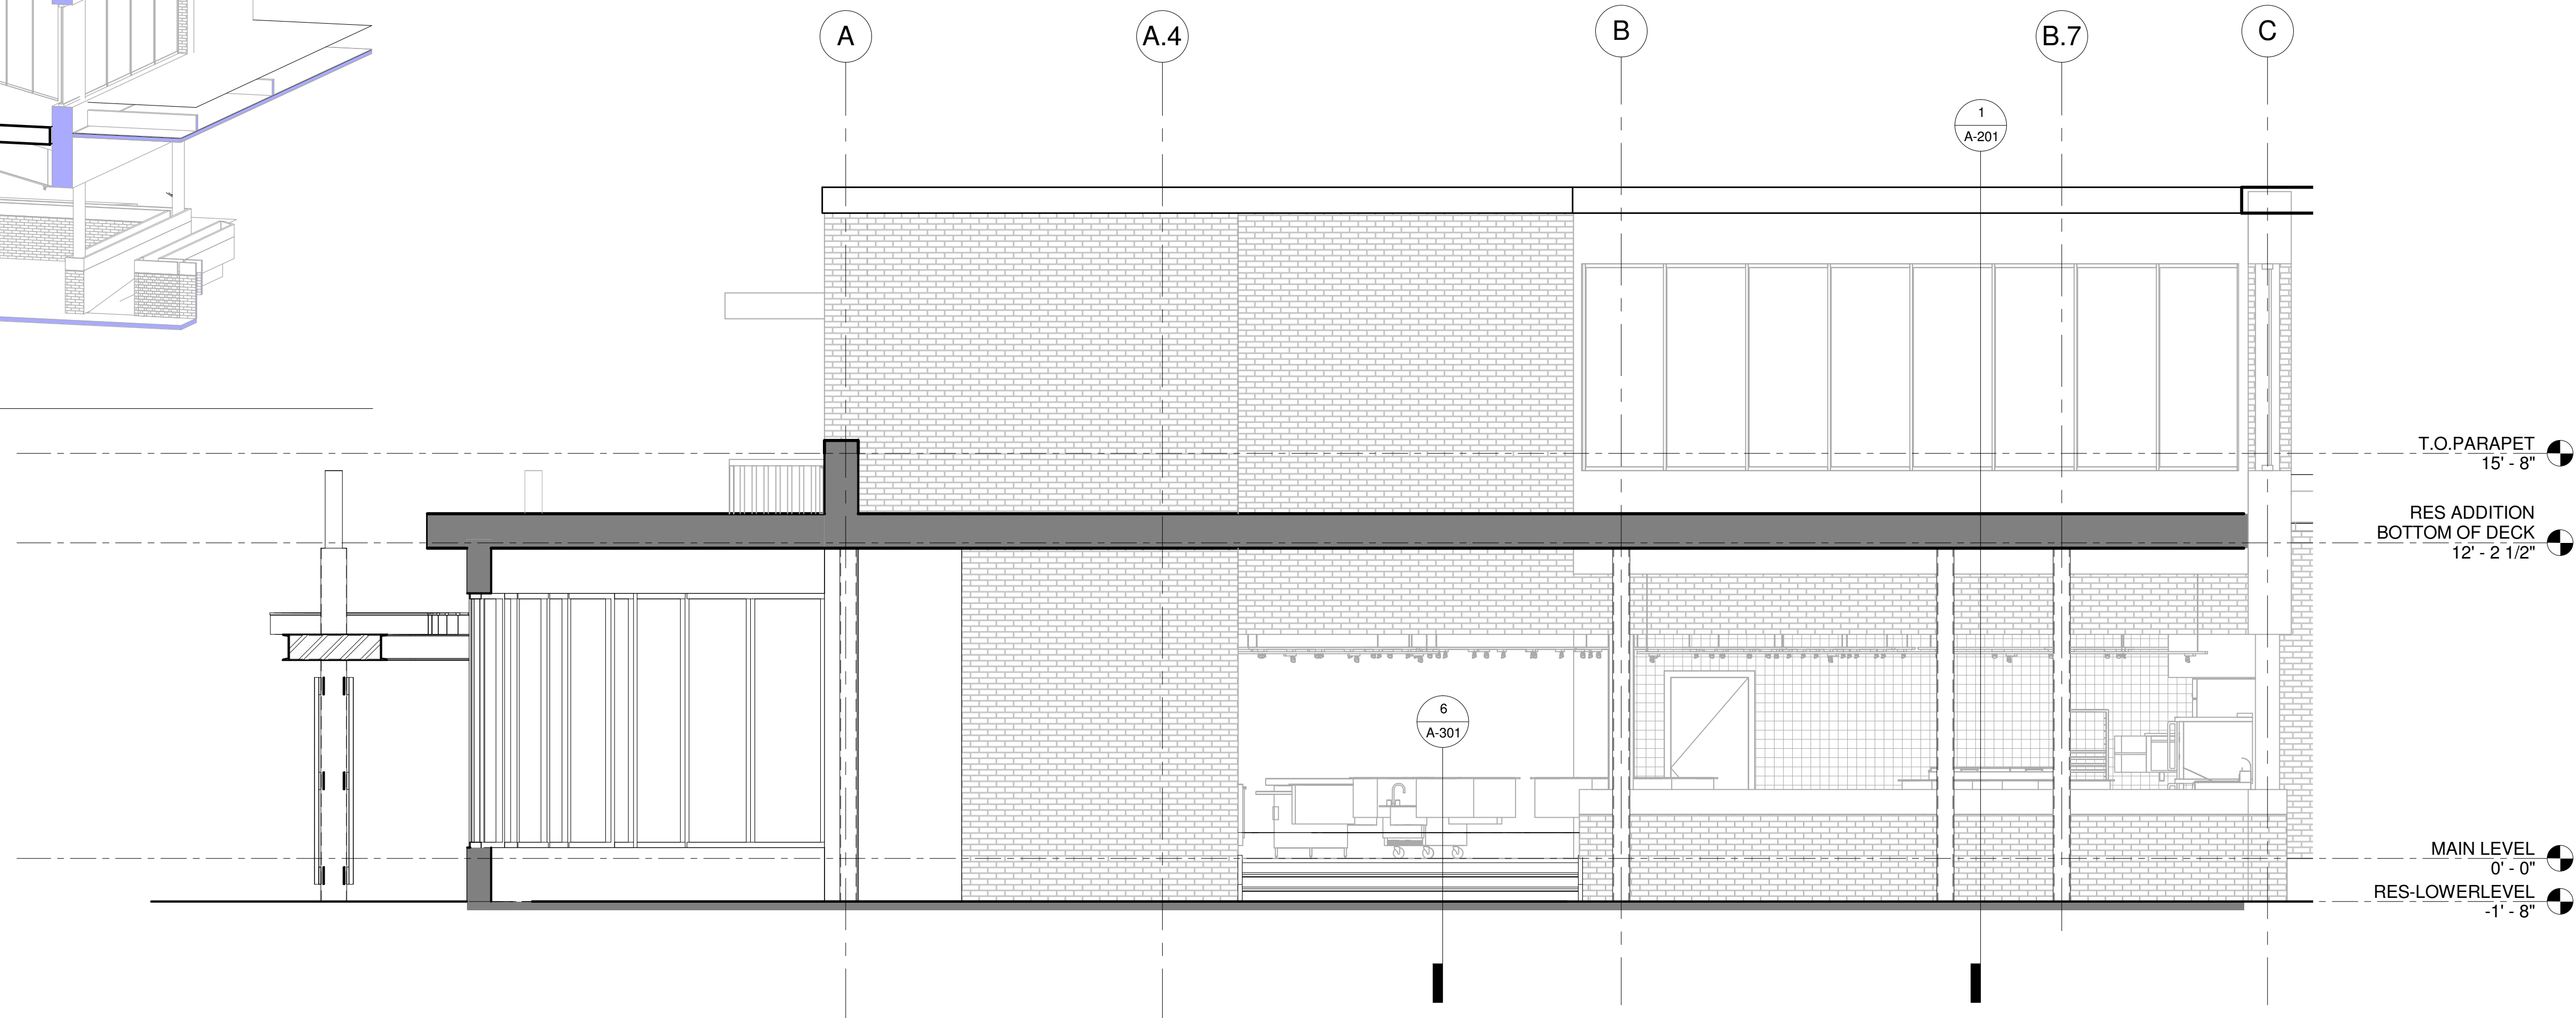 A
A.4
B
B.7
C
1
A-201
T.O.PARAPET
15' - 8"
RES ADDITION
BOTTOM OF DECK
12' - 2 1/2"
6
A-301
MAIN LEVEL
0' - 0"
RES-LOWERLEVEL
-1' - 8"